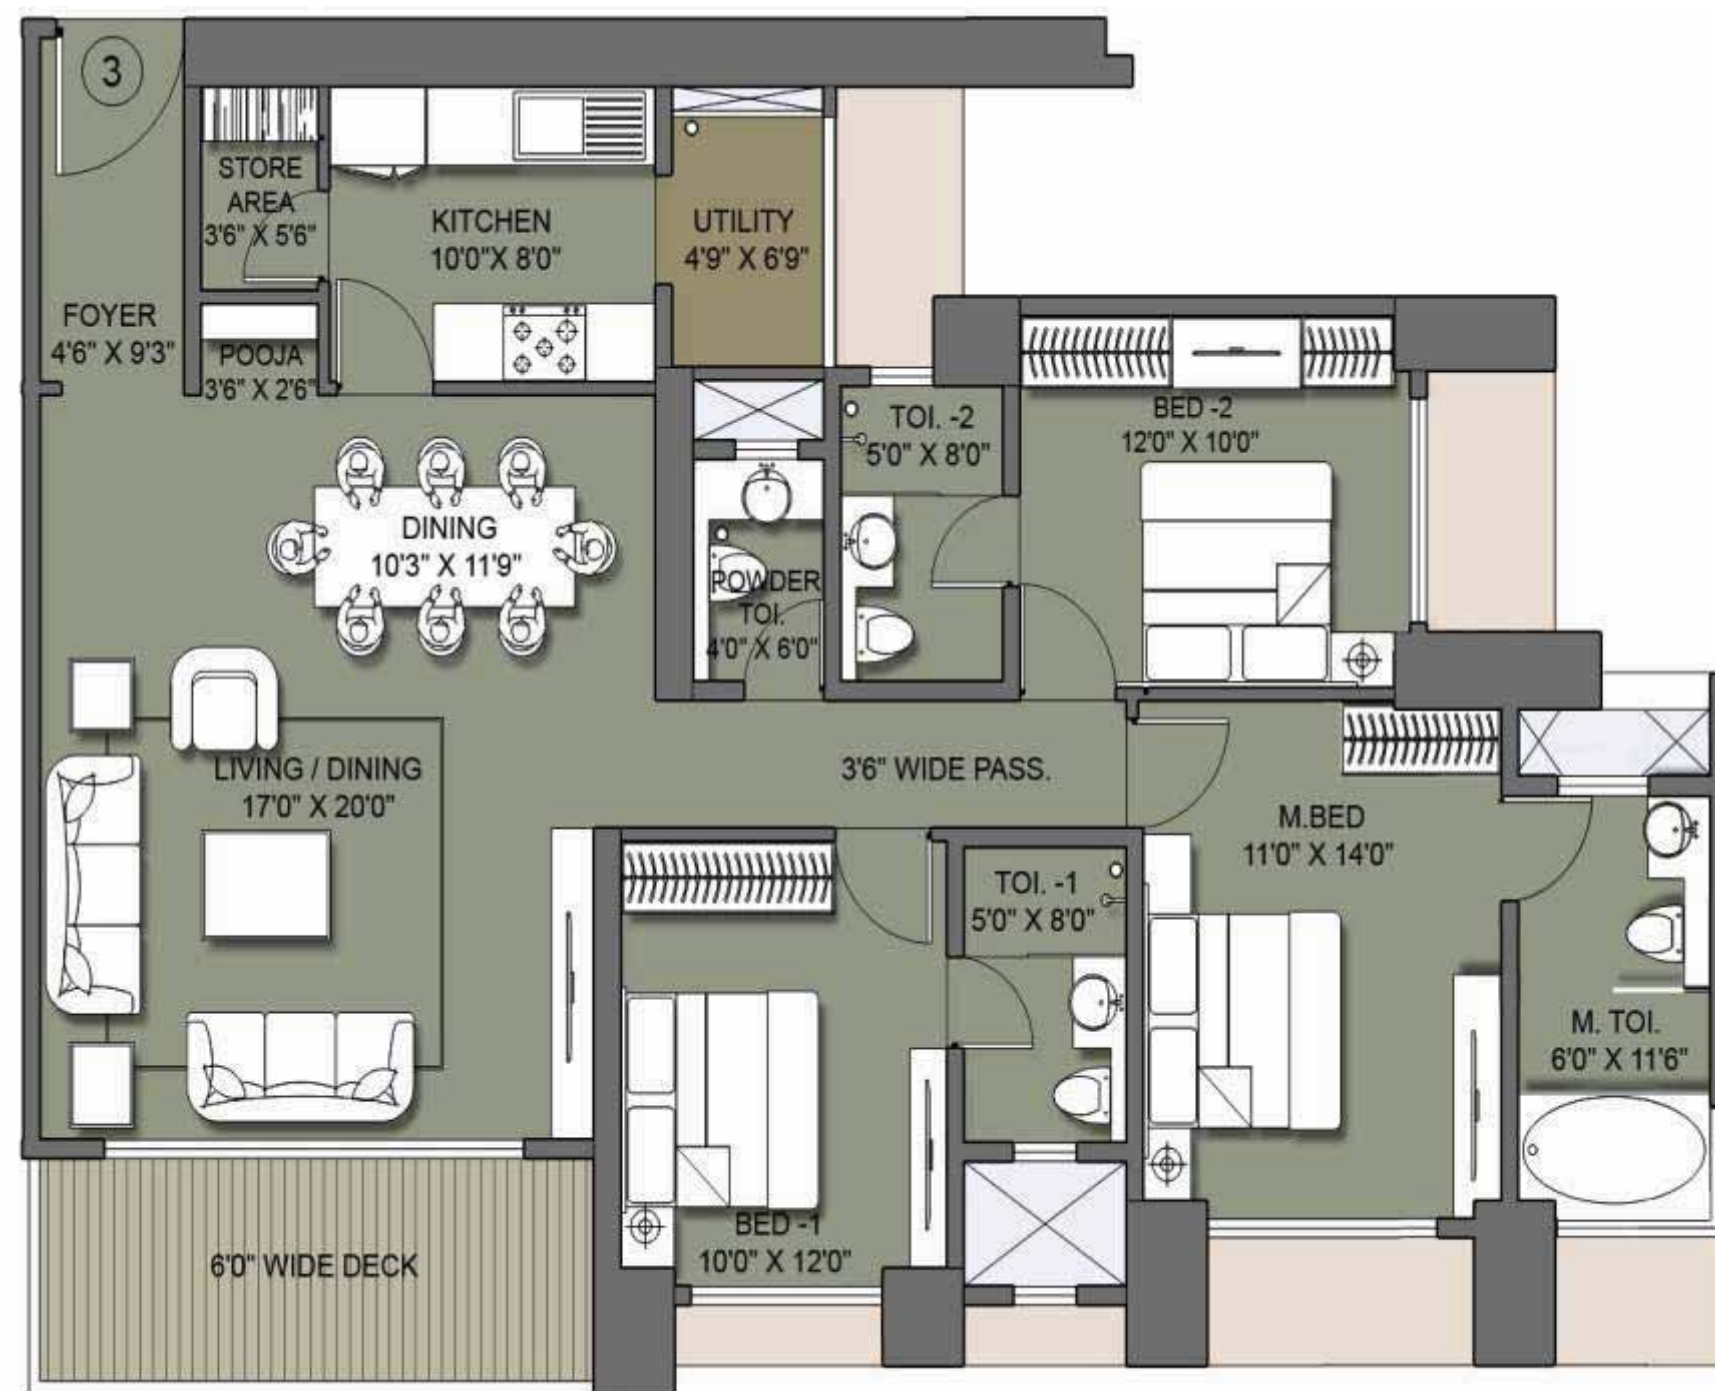 3
STORE
AREA
3'6" X 5'6"
KITCHEN
10'0"X 8'0"
UTILITY
4'9" X 6'9"
FOYER
4'6" X 9'3"
POOJA
3'6" X 2'6"
TOI. -2
5'0" X 8'0"
BED -2
12'0" X 10'0"
DINING
10'3" X 11'9"
POWDER
TOI.
4'0" X 6'0"
LIVING / DINING
17'0" X 20'0"
3'6" WIDE PASS.
M.BED
11'0" X 14'0"
TOI. -1
5'0" X 8'0"
M. TOI.
6'0" X 11'6"
BED -1
10'0" X 12'0"
6'0" WIDE DECK